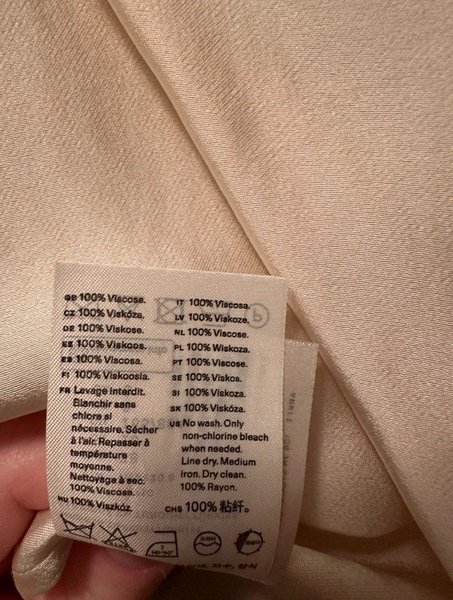 GB 100% Viscose.
CZ 100% Viskóza.
DE 100% Viskose.
EE 100% Viskoos.
ES 100% Viscosa.
FI 100% Viskoosia.
FR Lavage interdit.
Blanchir sans
chlore si
nécessaire. Sécher
à l'air. Repasser à
température
moyenne.
Nettoyage à sec.
100% Viscose.
HU 100% Viszkóz.
IT 100% Viscosa.
LV 100% Viskoze.
NL 100% Viscose.
PL 100% Wiskoza.
PT 100% Viscose.
SE 100% Viskos.
SI 100% Viskoza.
SK 100% Viskóza.
US No wash. Only
non-chlorine bleach
when needed.
Line dry. Medium
iron. Dry clean.
100% Rayon.
CHS 100% 粘纤。